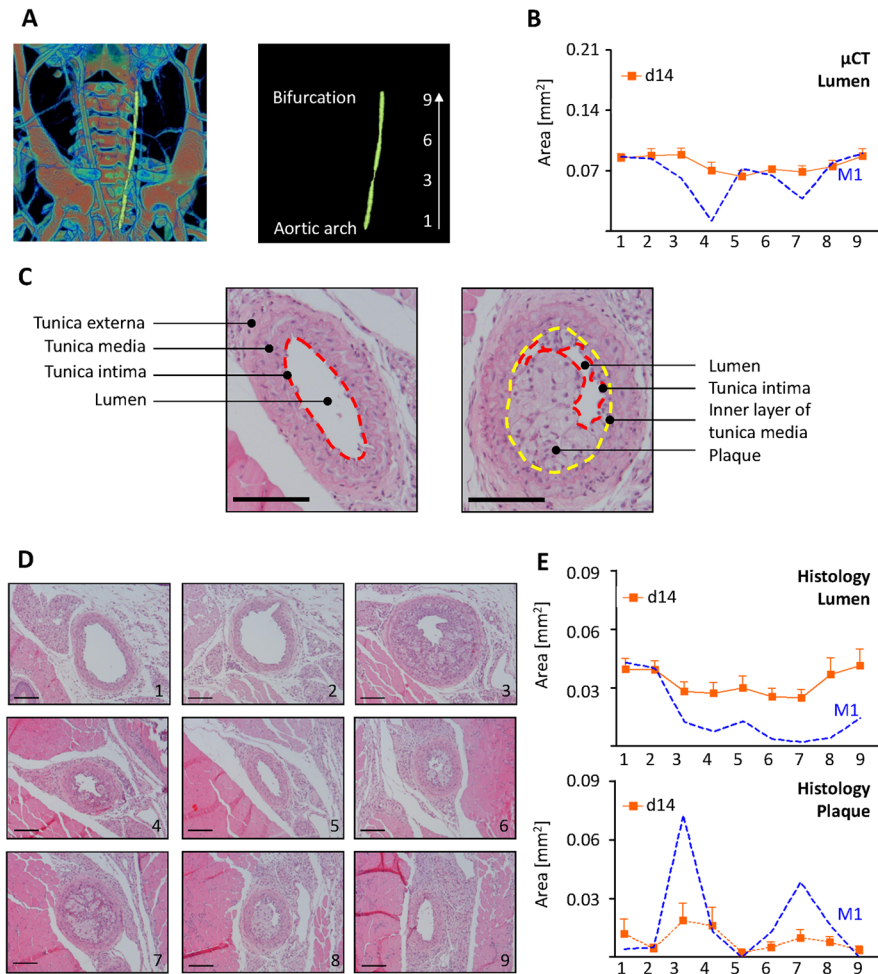 A
Bifurcation
9
6
3
Aortic arch
1
B
0.21
µCT
Lumen
d14
Area [mm²]
0.14
0.07
M1
1 2 3 4 5 6 7 8 9
C
Tunica externa
Tunica media
Tunica intima
Lumen
Lumen
Tunica intima
Inner layer of
tunica media
Plaque
D
1
2
3
4
5
6
7
8
9
E
0.09
Histology
Lumen
d14
Area [mm²]
0.06
0.03
M1
1 2 3 4 5 6 7 8 9
0.09
Histology
Plaque
d14
Area [mm²]
0.06
0.03
M1
1 2 3 4 5 6 7 8 9